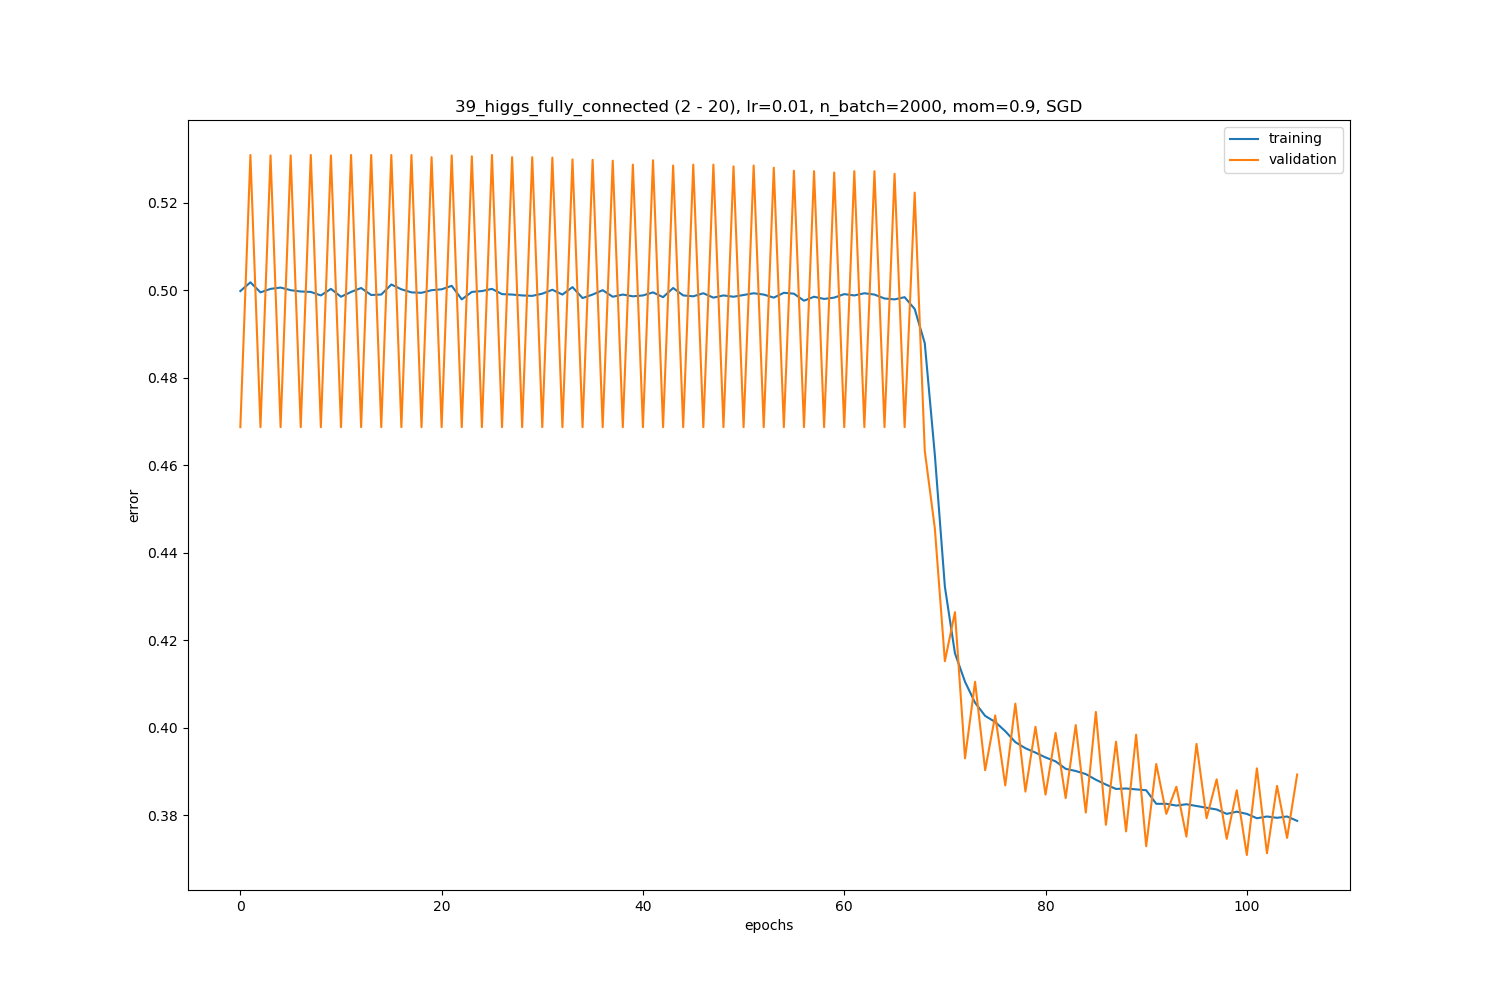 39_higgs_fully_connected (2 - 20), lr=0.01, n_batch=2000, mom=0.9, SGD
training
validation
0.52
0.50
0.48
0.46
0.44
0.42
0.40
0.38
error
0 20 40 60 80 100
epochs